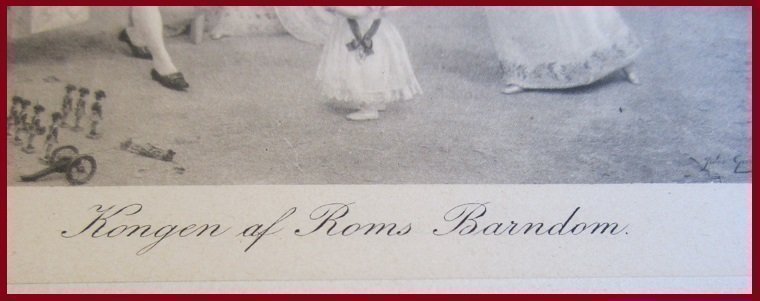 Kongen af Roms Barndom.